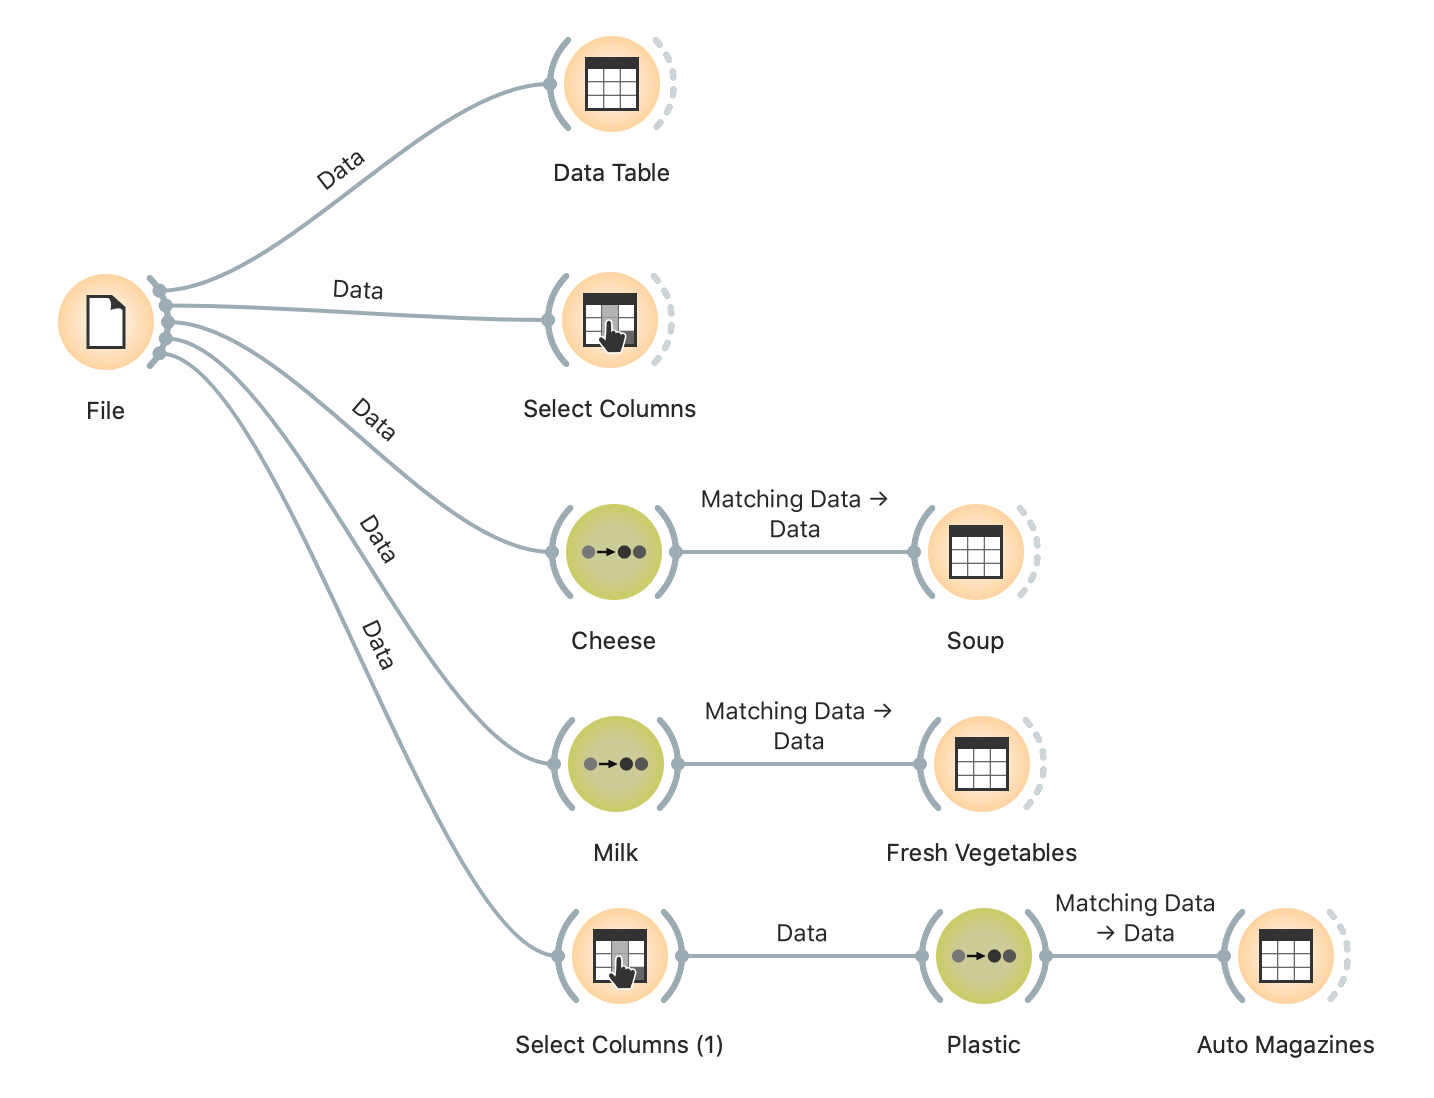 Data
Data Table
Data
File
Select Columns
Data
Matching Data →
Data
Cheese
Soup
Data
Matching Data →
Data
Milk
Fresh Vegetables
Data
Data
Matching Data
→ Data
Select Columns (1)
Plastic
Auto Magazines